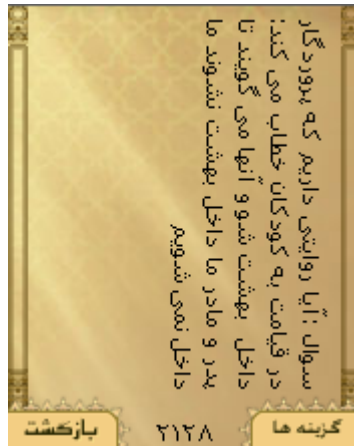 سوال :آیا روایتی داریم که پروردگار
در قیامت به کودکان خطاب می کند:
داخل بهشت شوو و آنها می گویند تا
پدر و مادر ما داخل بهشت نشوند ما
داخل نمی شویم
گزینه ها
۲۱۲۸
بازگشت